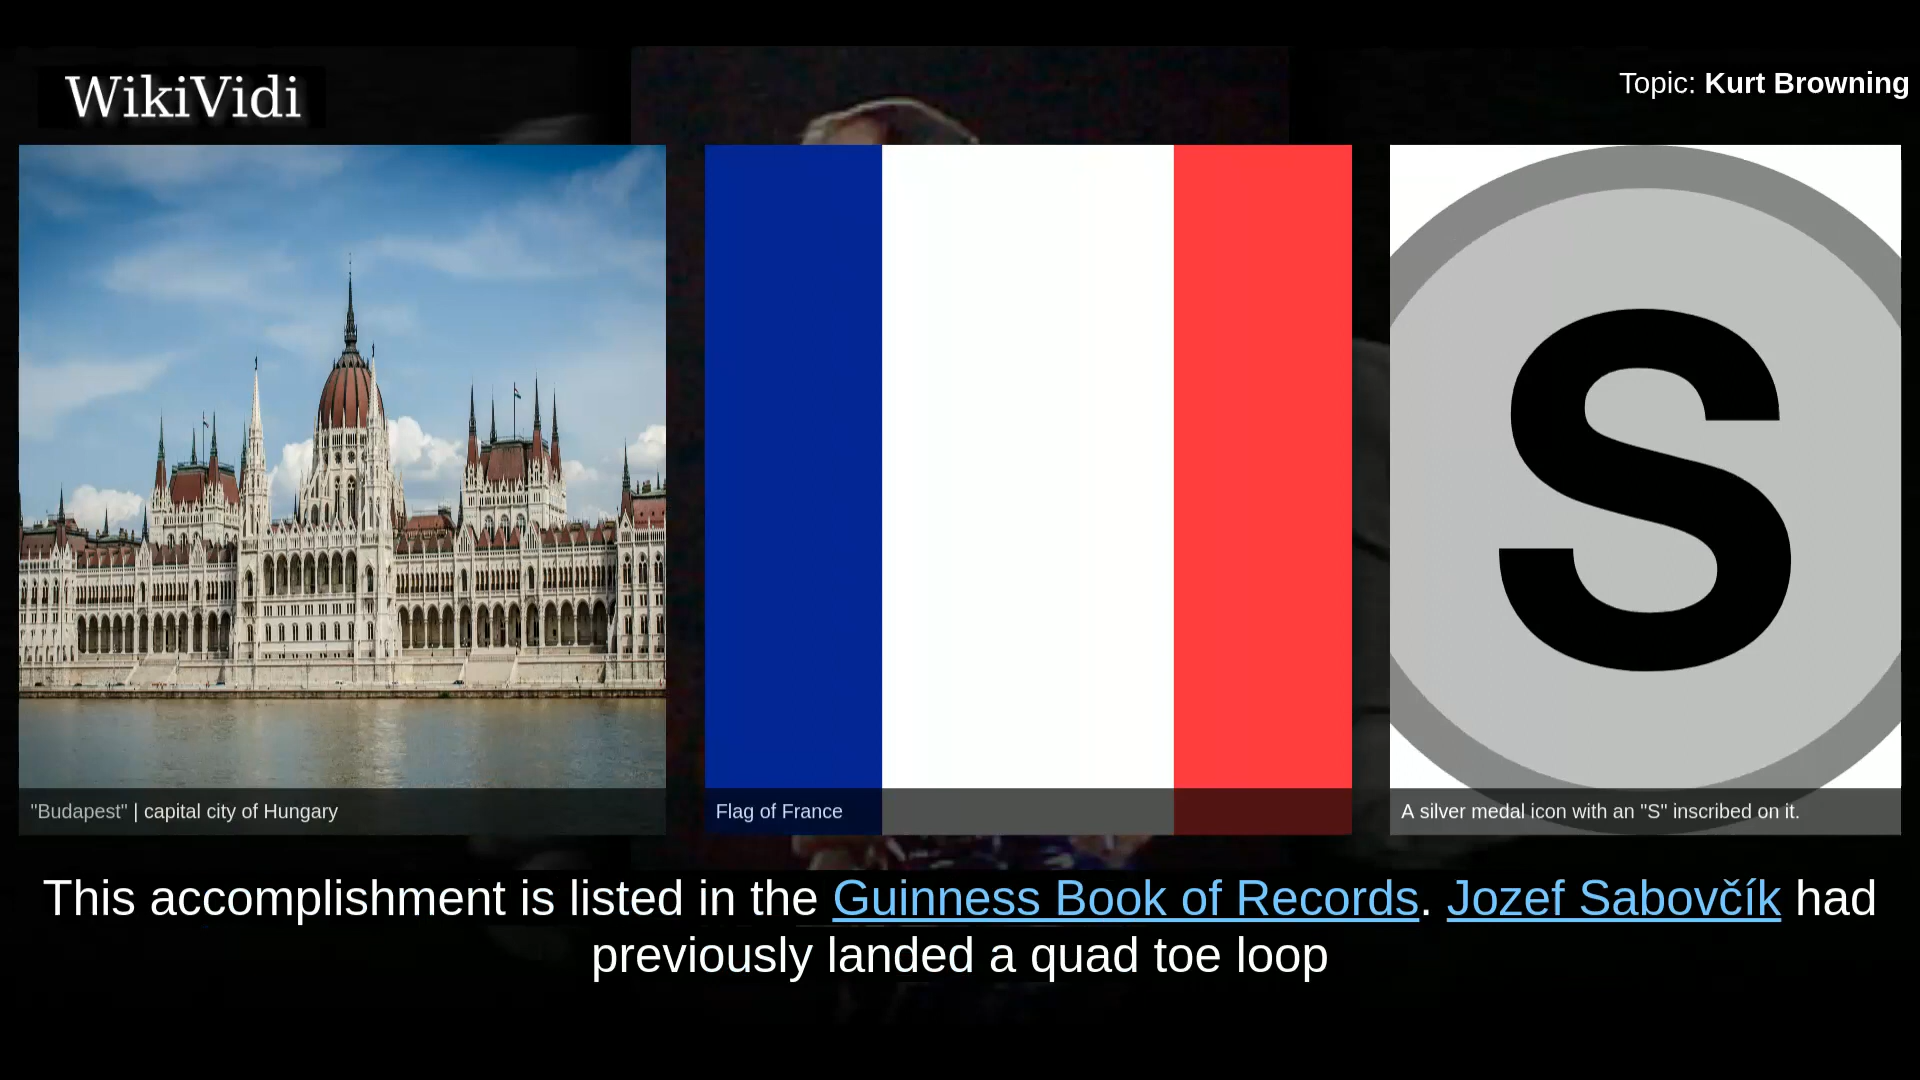 WikiVidi
Topic: Kurt Browning
S
"Budapest" | capital city of Hungary
Flag of France
A silver medal icon with an "S" inscribed on it.
This accomplishment is listed in the Guinness Book of Records. Jozef Sabovčík had
previously landed a quad toe loop